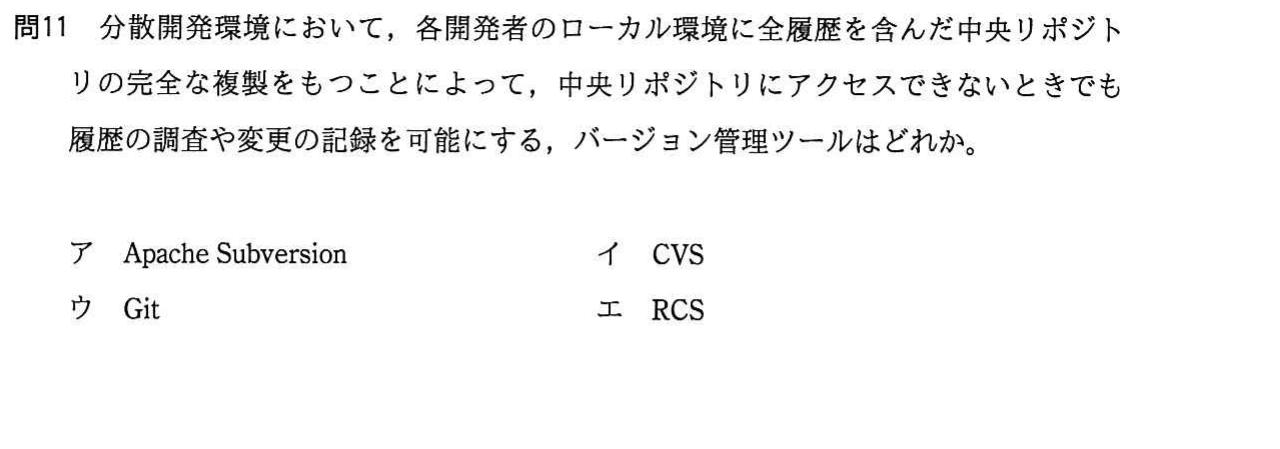 問11　分散開発環境において，各開発者のローカル環境に全履歴を含んだ中央リポジト
リの完全な複製をもつことによって，中央リポジトリにアクセスできないときでも
履歴の調査や変更の記録を可能にする，バージョン管理ツールはどれか。
ア　Apache Subversion　イ　CVS
ウ　Git　エ　RCS